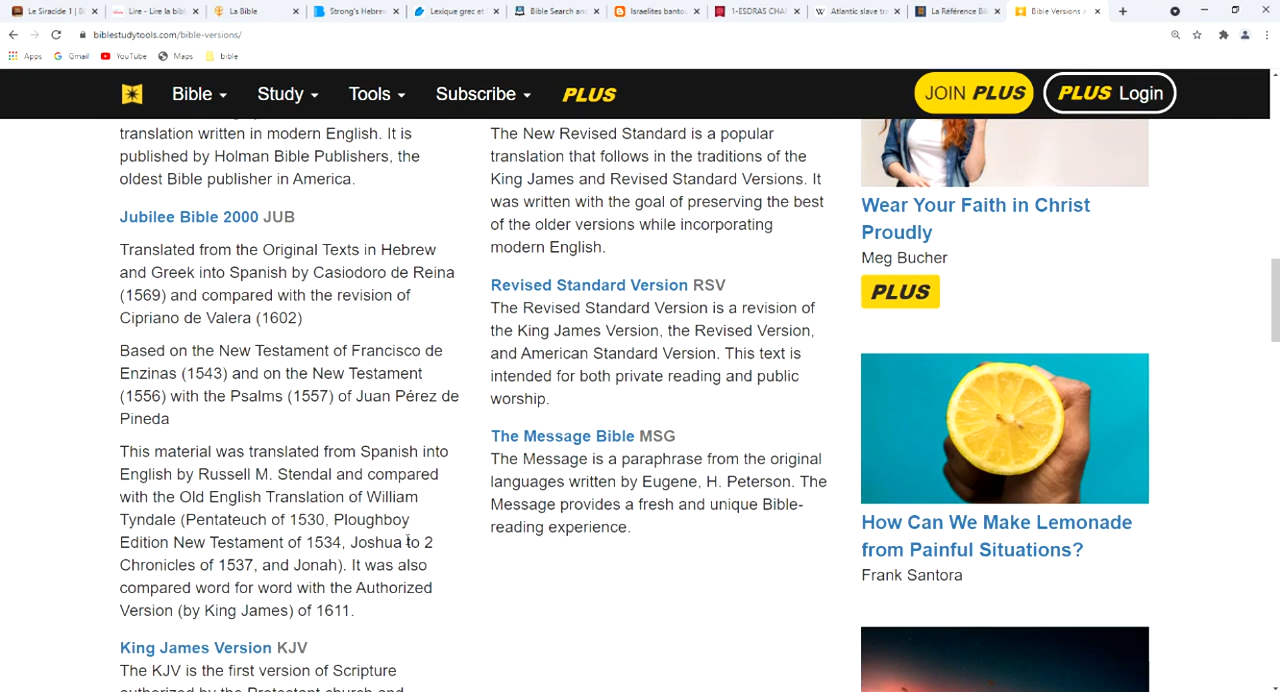 Le Siracide 1 | B
Lire - Lire la bibl
La Bible
Strong's Hebre
Lexique grec et
Bible Search an
Israelites banto
1-ESDRAS CHA
Atlantic slave tr
La Référence Bi
Bible Versions
biblestudytools.com/bible-versions/
Apps
Gmail
YouTube
Maps
bible
Bible
Study
Tools
Subscribe
PLUS
JOIN PLUS
PLUS Login
translation written in modern English. It is
published by Holman Bible Publishers, the
oldest Bible publisher in America.
Jubilee Bible 2000 JUB
Translated from the Original Texts in Hebrew
and Greek into Spanish by Casiodoro de Reina
(1569) and compared with the revision of
Cipriano de Valera (1602)
Based on the New Testament of Francisco de
Enzinas (1543) and on the New Testament
(1556) with the Psalms (1557) of Juan Pérez de
Pineda
This material was translated from Spanish into
English by Russell M. Stendal and compared
with the Old English Translation of William
Tyndale (Pentateuch of 1530, Ploughboy
Edition New Testament of 1534, Joshua to 2
Chronicles of 1537, and Jonah). It was also
compared word for word with the Authorized
Version (by King James) of 1611.
King James Version KJV
The KJV is the first version of Scripture
authorized by the Protestant church and
The New Revised Standard is a popular
translation that follows in the traditions of the
King James and Revised Standard Versions. It
was written with the goal of preserving the best
of the older versions while incorporating
modern English.
Revised Standard Version RSV
The Revised Standard Version is a revision of
the King James Version, the Revised Version,
and American Standard Version. This text is
intended for both private reading and public
worship.
The Message Bible MSG
The Message is a paraphrase from the original
languages written by Eugene, H. Peterson. The
Message provides a fresh and unique Bible-
reading experience.
Wear Your Faith in Christ
Proudly
Meg Bucher
PLUS
How Can We Make Lemonade
from Painful Situations?
Frank Santora